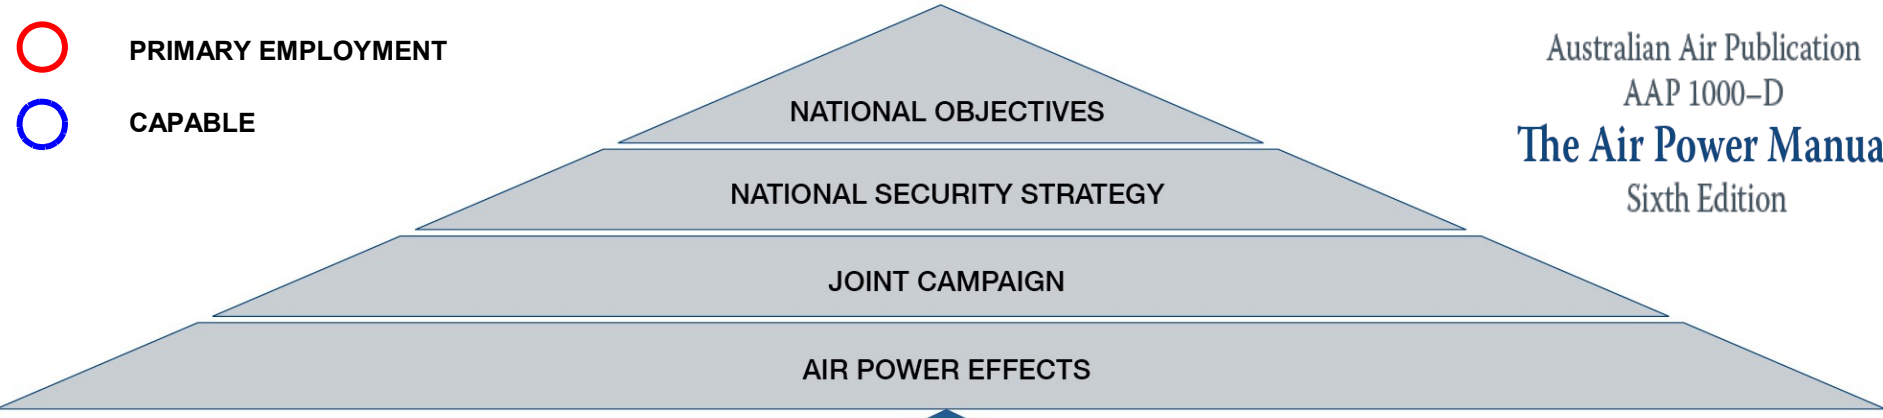 PRIMARY EMPLOYMENT
CAPABLE
NATIONAL OBJECTIVES
NATIONAL SECURITY STRATEGY
JOINT CAMPAIGN
AIR POWER EFFECTS
Australian Air Publication
AAP 1000–D
The Air Power Manua
Sixth Edition